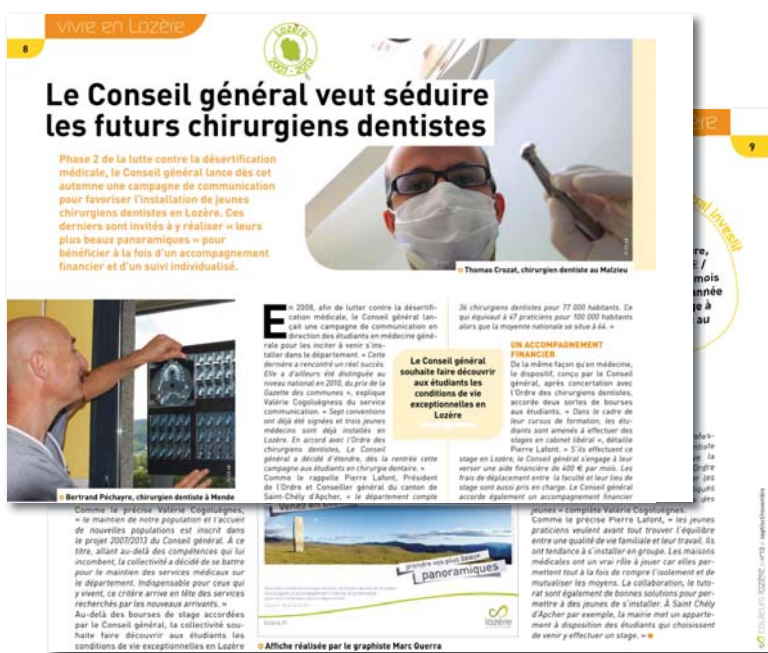 vivre en Lozère
8
Lozère
2007 - 2013
Le Conseil général veut séduire
les futurs chirurgiens dentistes
Phase 2 de la lutte contre la désertification
médicale, le Conseil général lance dès cet
automne une campagne de communication
pour favoriser l'installation de jeunes
chirurgiens dentistes en Lozère. Ces
derniers sont invités à y réaliser « leurs
plus beaux panoramiques » pour
bénéficier à la fois d'un accompagnement
financier et d'un suivi individualisé.
Thomas Crozat, chirurgien dentiste au Malzieu
Bertrand Péchayre, chirurgien dentiste à Mende
En 2008, afin de lutter contre la désertifi-
cation médicale, le Conseil général lan-
çait une campagne de communication en
direction des étudiants en médecine géné-
rale pour les inciter à venir s'ins-
taller dans le département. « Cette
dernière a rencontré un réel succès.
Elle a d'ailleurs été distinguée au
niveau national en 2010, du prix de la
Gazette des communes », explique
Valérie Cogoluègnes du service
communication. « Sept conventions
ont déjà été signées et trois jeunes
médecins sont déjà installés en
Lozère. En accord avec l'Ordre des
chirurgiens dentistes, Le Conseil
général a décidé d'étendre, dès la rentrée cette
campagne aux étudiants en chirurgie dentaire. »
Comme le rappelle Pierre Lafont, Président
de l'Ordre et Conseiller général du canton de
Saint-Chély d'Apcher, « le département compte
Le Conseil général
souhaite faire découvrir
aux étudiants les
conditions de vie
exceptionnelles en
Lozère
36 chirurgiens dentistes pour 77 000 habitants. Ce
qui équivaut à 47 praticiens pour 100 000 habitants
alors que la moyenne nationale se situe à 64. »
UN ACCOMPAGNEMENT
FINANCIER
De la même façon qu'en médecine,
le dispositif, conçu par le Conseil
général, après concertation avec
l'Ordre des chirurgiens dentistes,
accorde deux sortes de bourses
aux étudiants. « Dans le cadre de
leur cursus de formation, les étu-
diants sont amenés à effectuer des
stages en cabinet libéral », détaille
Pierre Lafont. « S'ils effectuent ce
stage en Lozère, le Conseil général s'engage à leur
verser une aide financière de 400 € par mois. Les
frais de déplacement entre la faculté et leur lieu de
stage sont aussi pris en charge. Le Conseil général
accorde également un accompagnement financier
9
Comme le précise Valérie Cogoluègnes,
« le maintien de notre population et l'accueil
de nouvelles populations est inscrit dans
le projet 2007/2013 du Conseil général. À ce
titre, allant au-delà des compétences qui lui
incombent, la collectivité a décidé de se battre
pour le maintien des services médicaux sur
le département. Indispensable pour ceux qui
y vivent, ce critère arrive en tête des services
recherchés par les nouveaux arrivants. »
Au-delà des bourses de stage accordées
par le Conseil général, la collectivité sou-
haite faire découvrir aux étudiants les
conditions de vie exceptionnelles en Lozère
prendre vos plus beaux
panoramiques
lozère
lozere.fr
Affiche réalisée par le graphiste Marc Guerra
jeunes » complète Valérie Cogoluègnes.
Comme le précise Pierre Lafont, « les jeunes
praticiens veulent avant tout trouver l'équilibre
entre une qualité de vie familiale et leur travail. Ils
ont tendance à s'installer en groupe. Les maisons
médicales ont un vrai rôle à jouer car elles per-
mettent tout à la fois de rompre l'isolement et de
mutualiser les moyens. La collaboration, le tuto-
rat sont également de bonnes solutions pour per-
mettre à des jeunes de s'installer. À Saint Chély
d'Apcher par exemple, la mairie met un apparte-
ment à disposition des étudiants qui choisissent
de venir y effectuer un stage. »
COULEURS LOZÈRE / n°13 / sept/oct/novembre